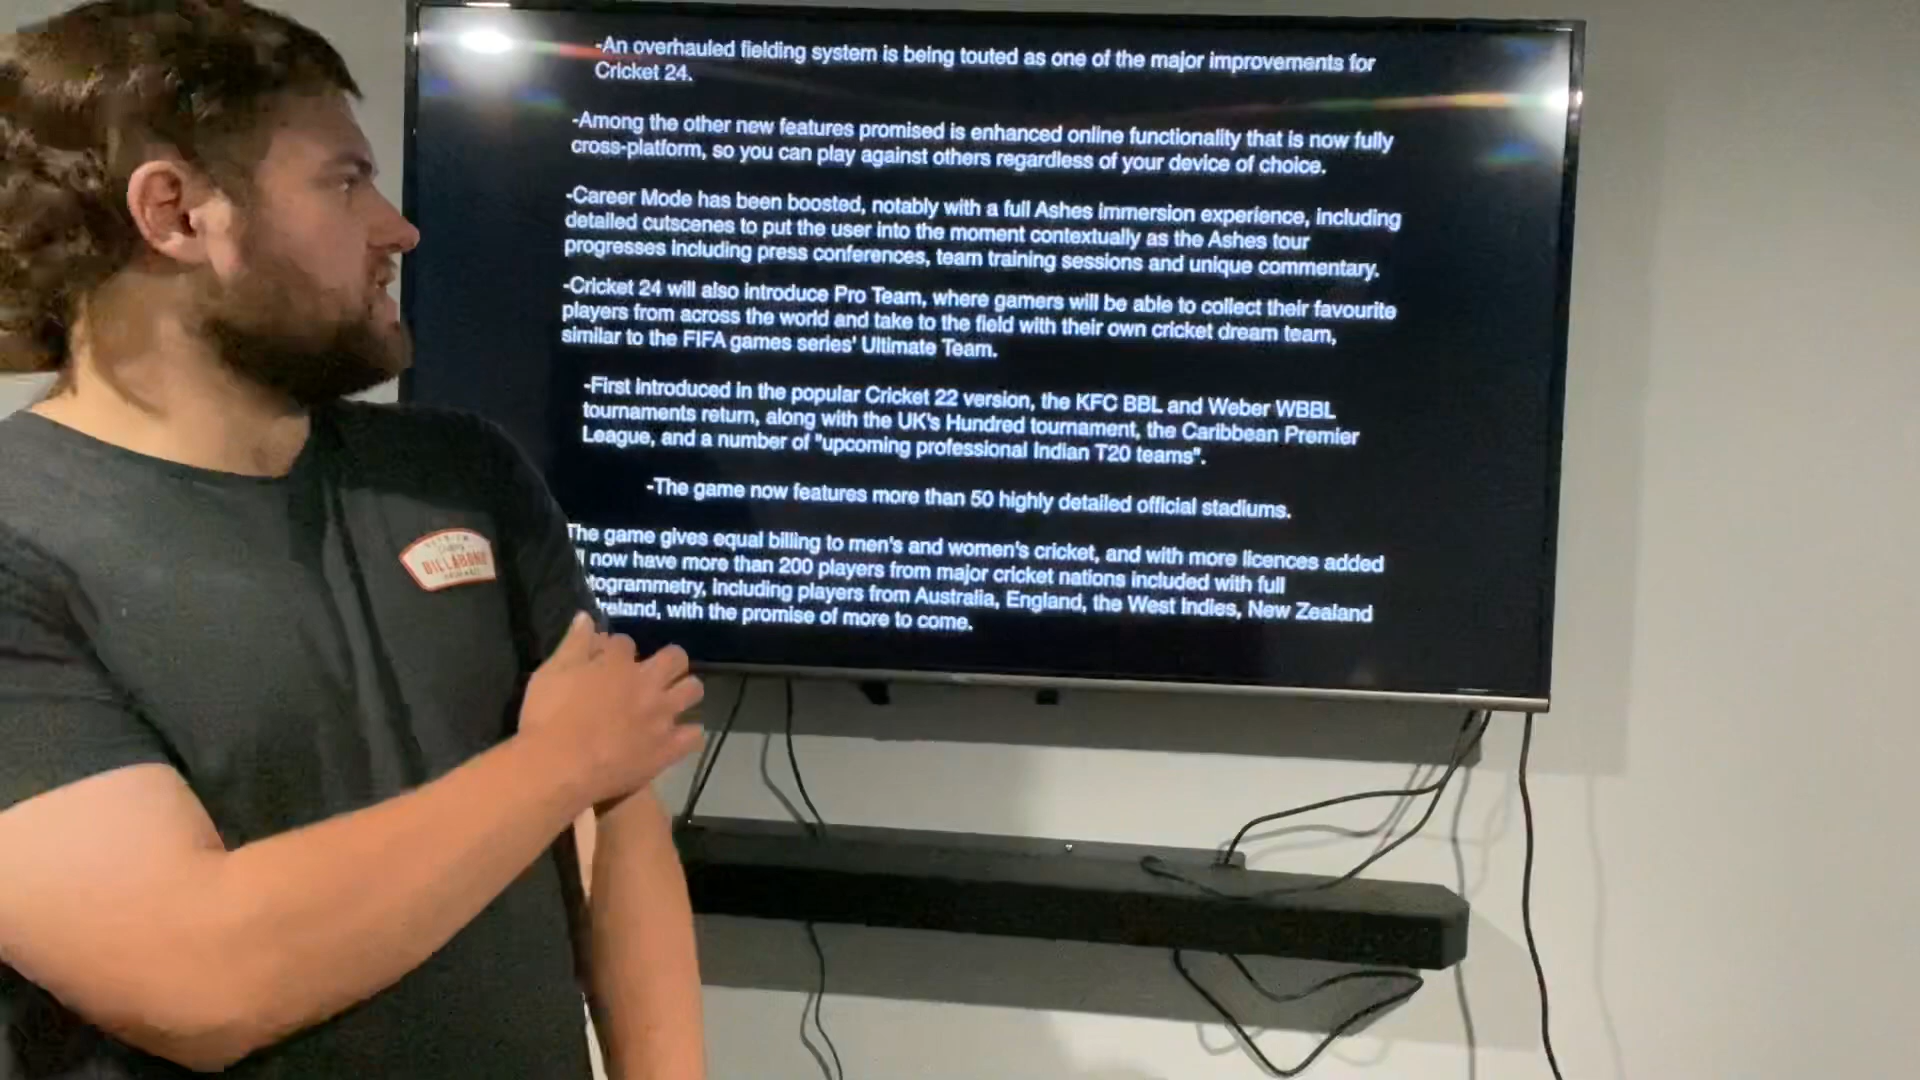 -An overhauled fielding system is being touted as one of the major improvements for
Cricket 24.
-Among the other new features promised is enhanced online functionality that is now fully
cross-platform, so you can play against others regardless of your device of choice.
-Career Mode has been boosted, notably with a full Ashes immersion experience, including
detailed cutscenes to put the user into the moment contextually as the Ashes tour
progresses including press conferences, team training sessions and unique commentary.
-Cricket 24 will also introduce Pro Team, where gamers will be able to collect their favourite
players from across the world and take to the field with their own cricket dream team,
similar to the FIFA games series' Ultimate Team.
-First introduced in the popular Cricket 22 version, the KFC BBL and Weber WBBL
tournaments return, along with the UK's Hundred tournament, the Caribbean Premier
League, and a number of "upcoming professional Indian T20 teams".
-The game now features more than 50 highly detailed official stadiums.
The game gives equal billing to men's and women's cricket, and with more licences added
now have more than 200 players from major cricket nations included with full
togrammetry, including players from Australia, England, the West Indies, New Zealand
Ireland, with the promise of more to come.
BILLABONG